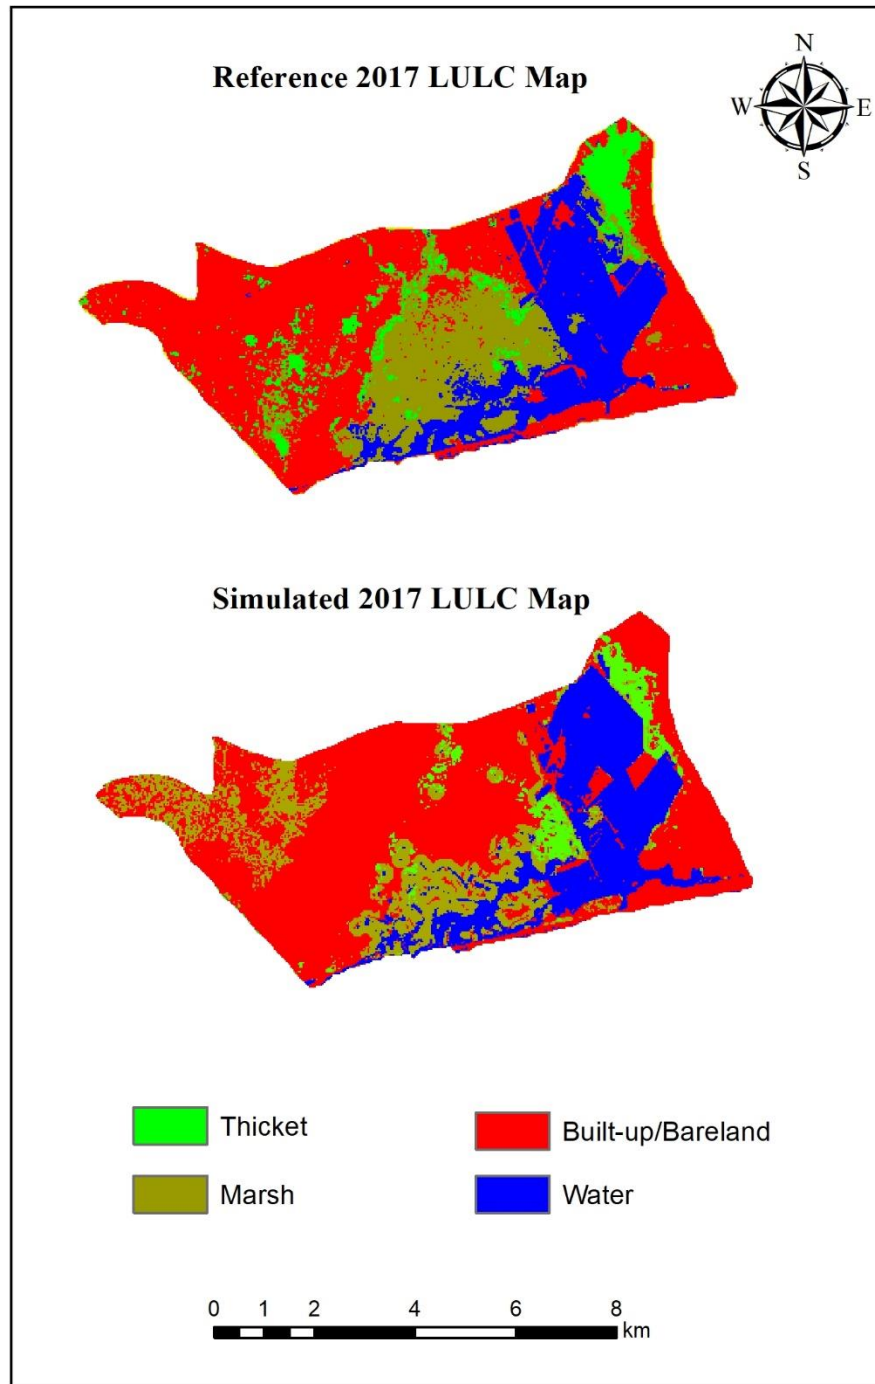 N
Reference 2017 LULC Map
W E
S
Simulated 2017 LULC Map
Thicket Built-up/Bareland
Marsh Water
0 1 2 4 6 8
km